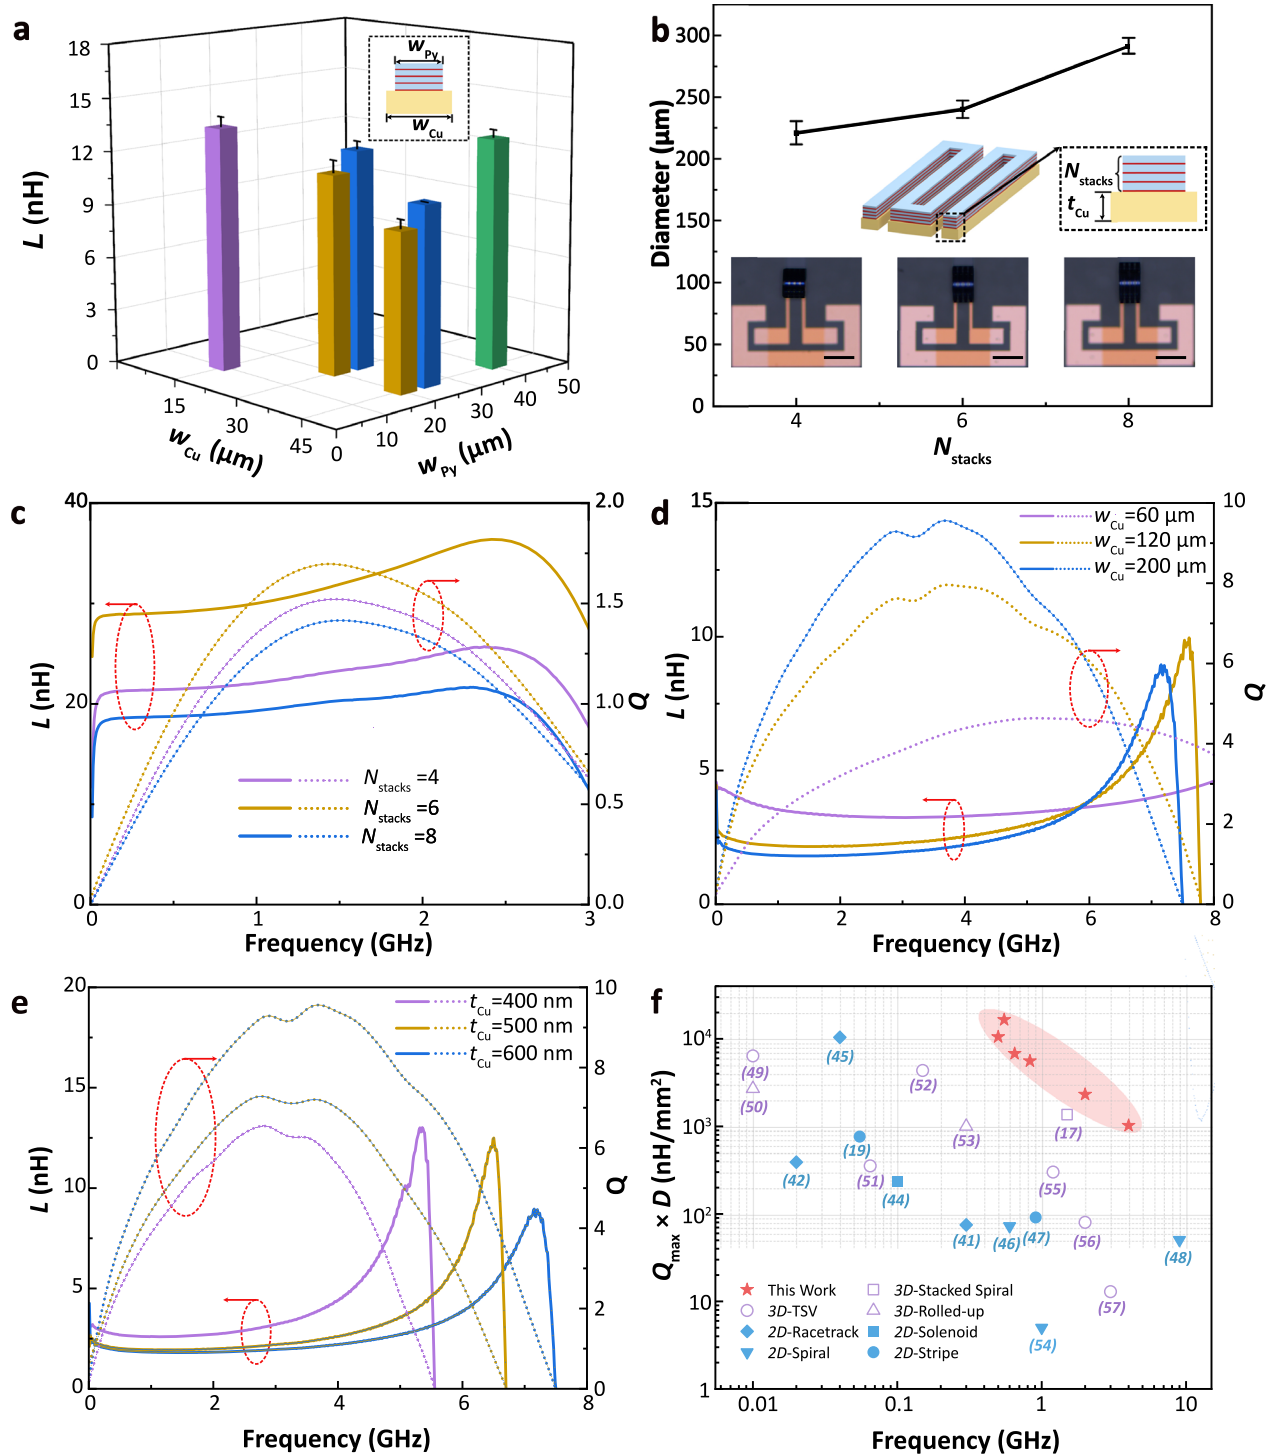 a
L (nH)
18
15
12
9
6
3
0
15
30
45
w_Cu (μm)
0
10
20
30
40
50
w_Py (μm)
w_Py
w_Cu
b
Diameter (μm)
300
250
200
150
100
50
0
N_stacks
t_Cu
4
6
8
N_stacks
c
L (nH)
40
20
0
2.0
1.5
1.0
0.5
0.0
Q
N_stacks =4
N_stacks =6
N_stacks =8
0
1
2
3
Frequency (GHz)
d
L (nH)
15
10
5
0
10
8
6
4
2
0
Q
w_Cu=60 μm
w_Cu=120 μm
w_Cu=200 μm
0
2
4
6
8
Frequency (GHz)
e
L (nH)
20
15
10
5
0
10
8
6
4
2
0
Q
t_Cu=400 nm
t_Cu=500 nm
t_Cu=600 nm
0
2
4
6
8
Frequency (GHz)
f
Q_max × D (nH/mm²)
10⁴
10³
10²
10
1
(49)
(50)
(45)
(52)
(42)
(19)
(51)
(44)
(53)
(17)
(55)
(41)
(46)
(47)
(56)
(48)
(57)
(54)
This Work
3D-Stacked Spiral
3D-TSV
3D-Rolled-up
2D-Racetrack
2D-Solenoid
2D-Spiral
2D-Stripe
0.01
0.1
1
10
Frequency (GHz)